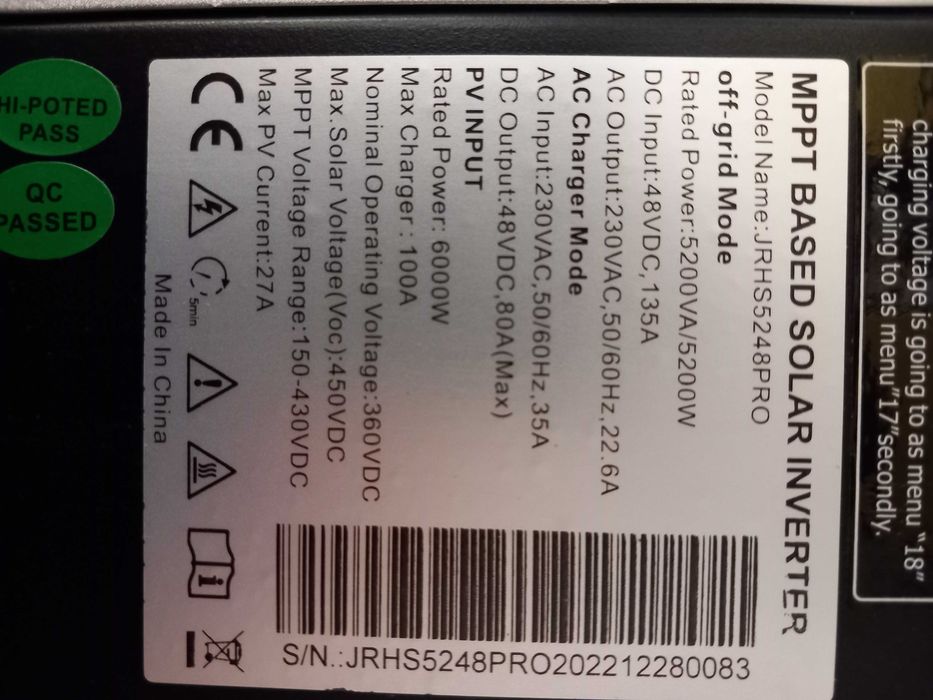 charging voltage is going to as menu "18"
firstly, going to as menu"17"secondly.
MPPT BASED SOLAR INVERTER
Model Name:JRHS5248PRO
off-grid Mode
Rated Power:5200VA/5200W
DC Input:48VDC,135A
AC Output:230VAC,50/60Hz,22.6A
AC Charger Mode
AC Input:230VAC,50/60Hz,35A
DC Output:48VDC,80A(Max)
PV INPUT
Rated Power: 6000W
Max Charger : 100A
Nominal Operating Voltage:360VDC
Max.Solar Voltage(Voc):450VDC
MPPT Voltage Range:150-430VDC
Max PV Current:27A
CE
5min
Made In China
S/N.:JRHS5248PRO202212280083
HI-POTED
PASS
QC
PASSED